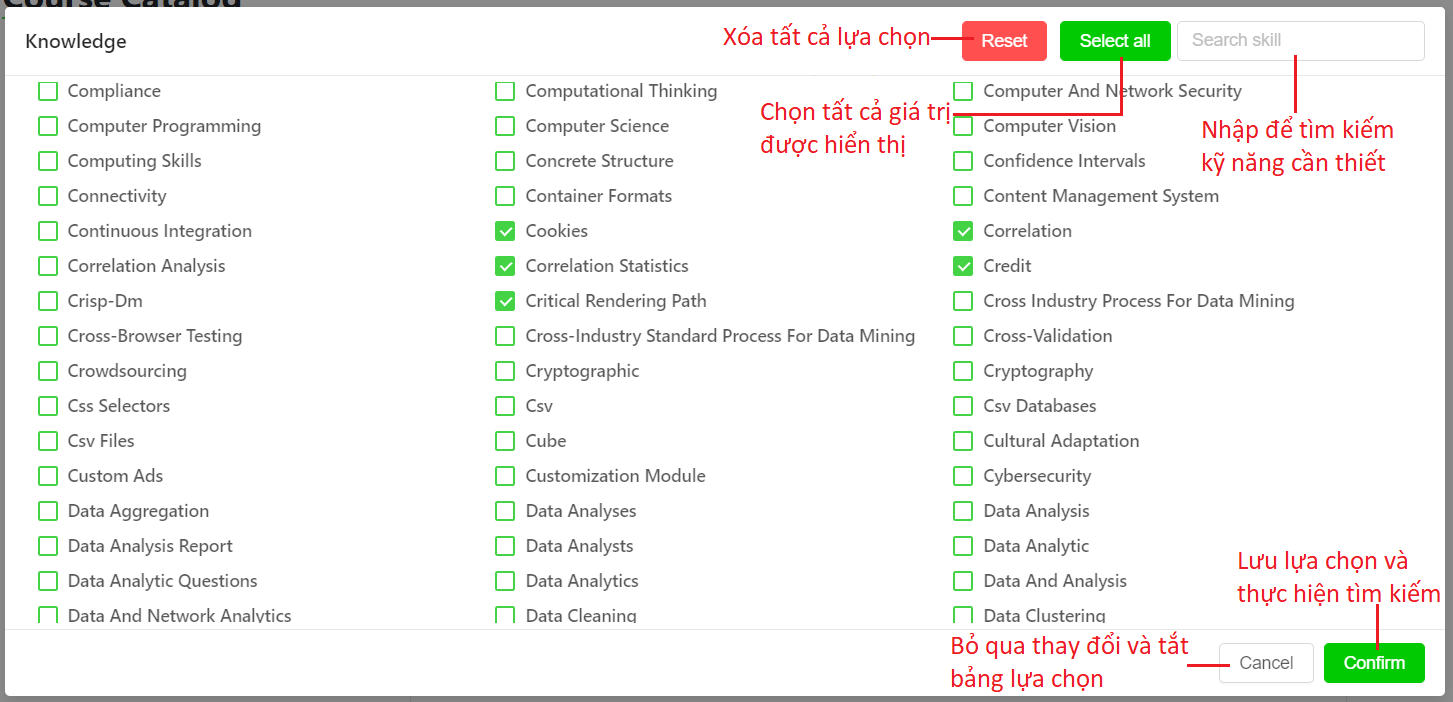 Course Catalog
Knowledge
Xóa tất cả lựa chọn
Reset
Select all
Search skill
Compliance
Computational Thinking
Computer And Network Security
Chọn tất cả giá trị
được hiển thị
Nhập để tìm kiếm
kỹ năng cần thiết
Computer Programming
Computer Science
Computer Vision
Computing Skills
Concrete Structure
Confidence Intervals
Connectivity
Container Formats
Content Management System
Continuous Integration
Cookies
Correlation
Correlation Analysis
Correlation Statistics
Credit
Crisp-Dm
Critical Rendering Path
Cross Industry Process For Data Mining
Cross-Browser Testing
Cross-Industry Standard Process For Data Mining
Cross-Validation
Crowdsourcing
Cryptographic
Cryptography
Css Selectors
Csv
Csv Databases
Csv Files
Cube
Cultural Adaptation
Custom Ads
Customization Module
Cybersecurity
Data Aggregation
Data Analyses
Data Analysis
Data Analysis Report
Data Analysts
Data Analytic
Data Analytic Questions
Data Analytics
Data And Analysis
Data And Network Analytics
Data Cleaning
Data Clustering
Lưu lựa chọn và
thực hiện tìm kiếm
Bỏ qua thay đổi và tắt
bảng lựa chọn
Cancel
Confirm